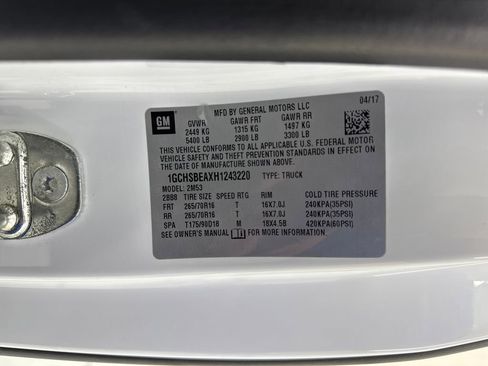 GM
MFD BY GENERAL MOTORS LLC
04/17
GVWR GAWR FRT GAWR RR
2449 KG 1315 KG 1497 KG
5400 LB 2900 LB 3300 LB
THIS VEHICLE CONFORMS TO ALL APPLICABLE U.S. FEDERAL MOTOR
VEHICLE SAFETY, BUMPER, AND THEFT PREVENTION STANDARDS IN EFFECT ON THE
DATE OF MANUFACTURE SHOWN ABOVE.
1GCHSBEAXH1243220 TYPE: TRUCK
MODEL: 2M53
2BB8 TIRE SIZE SPEED RTG RIM COLD TIRE PRESSURE
FRT 265/70R16 T 16X7.0J 240KPA(35PSI)
RR 265/70R16 T 16X7.0J 240KPA(35PSI)
SPA T175/90D18 M 18X4.5B 420KPA(60PSI)
SEE OWNER'S MANUAL FOR MORE INFORMATION.